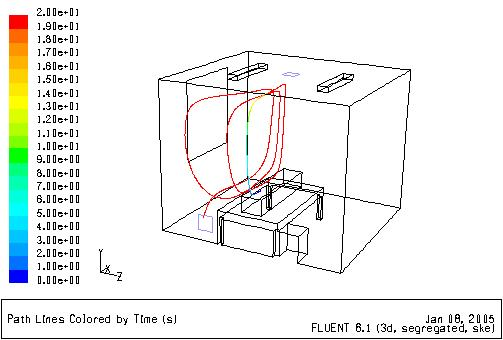 2.00e+01
1.90e+01
1.80e+01
1.70e+01
1.60e+01
1.50e+01
1.40e+01
1.30e+01
1.20e+01
1.10e+01
1.00e+01
9.00e+00
8.00e+00
7.00e+00
6.00e+00
5.00e+00
4.00e+00
3.00e+00
2.00e+00
1.00e+00
0.00e+00
Y
X
Z
Path Lines Colored by Time (s)
Jan 08, 2005
FLUENT 6.1 (3d, segregated, ske)